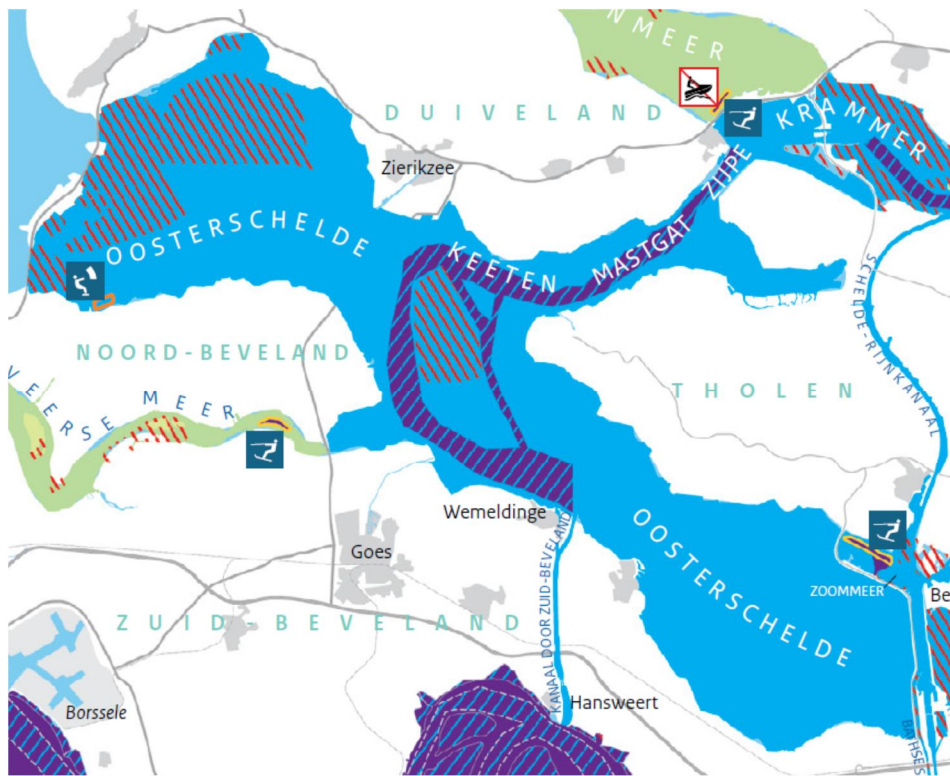 NMEER
DUIVELAND
KRAMMER
Zierikzee
ZIJPE
OOSTERSCHELDE
KEETEN
MASTGAT
SCHELDE-RIJNKANAAL
NOORD-BEVELAND
VEERSE MEER
THOLEN
Wemeldinge
OOSTERSCHELDE
Goes
ZOOMMEER
Be
ZUID-BEVELAND
KANAAL DOOR ZUID-BEVELAND
Hansweert
Borssele